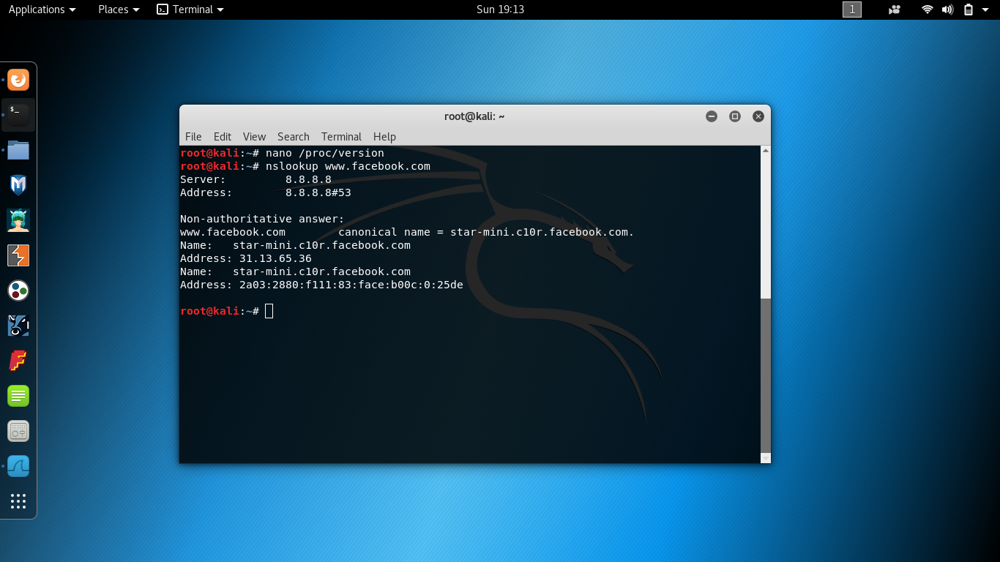 Applications Places Terminal Sun 19:13 1
root@kali: ~
File Edit View Search Terminal Help
root@kali:~# nano /proc/version
root@kali:~# nslookup www.facebook.com
Server:		8.8.8.8
Address:	8.8.8.8#53

Non-authoritative answer:
www.facebook.com	canonical name = star-mini.c10r.facebook.com.
Name:	star-mini.c10r.facebook.com
Address: 31.13.65.36
Name:	star-mini.c10r.facebook.com
Address: 2a03:2880:f111:83:face:b00c:0:25de

root@kali:~#